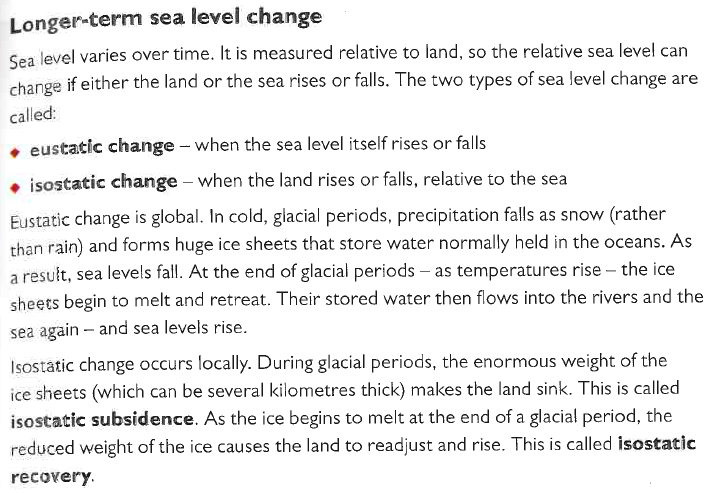 Longer-term sea level change
Sea level varies over time. It is measured relative to land, so the relative sea level can
change if either the land or the sea rises or falls. The two types of sea level change are
called:
♦ eustatic change – when the sea level itself rises or falls
♦ isostatic change – when the land rises or falls, relative to the sea
Eustatic change is global. In cold, glacial periods, precipitation falls as snow (rather
than rain) and forms huge ice sheets that store water normally held in the oceans. As
a result, sea levels fall. At the end of glacial periods – as temperatures rise – the ice
sheets begin to melt and retreat. Their stored water then flows into the rivers and the
sea again – and sea levels rise.
Isostatic change occurs locally. During glacial periods, the enormous weight of the
ice sheets (which can be several kilometres thick) makes the land sink. This is called
isostatic subsidence. As the ice begins to melt at the end of a glacial period, the
reduced weight of the ice causes the land to readjust and rise. This is called isostatic
recovery.